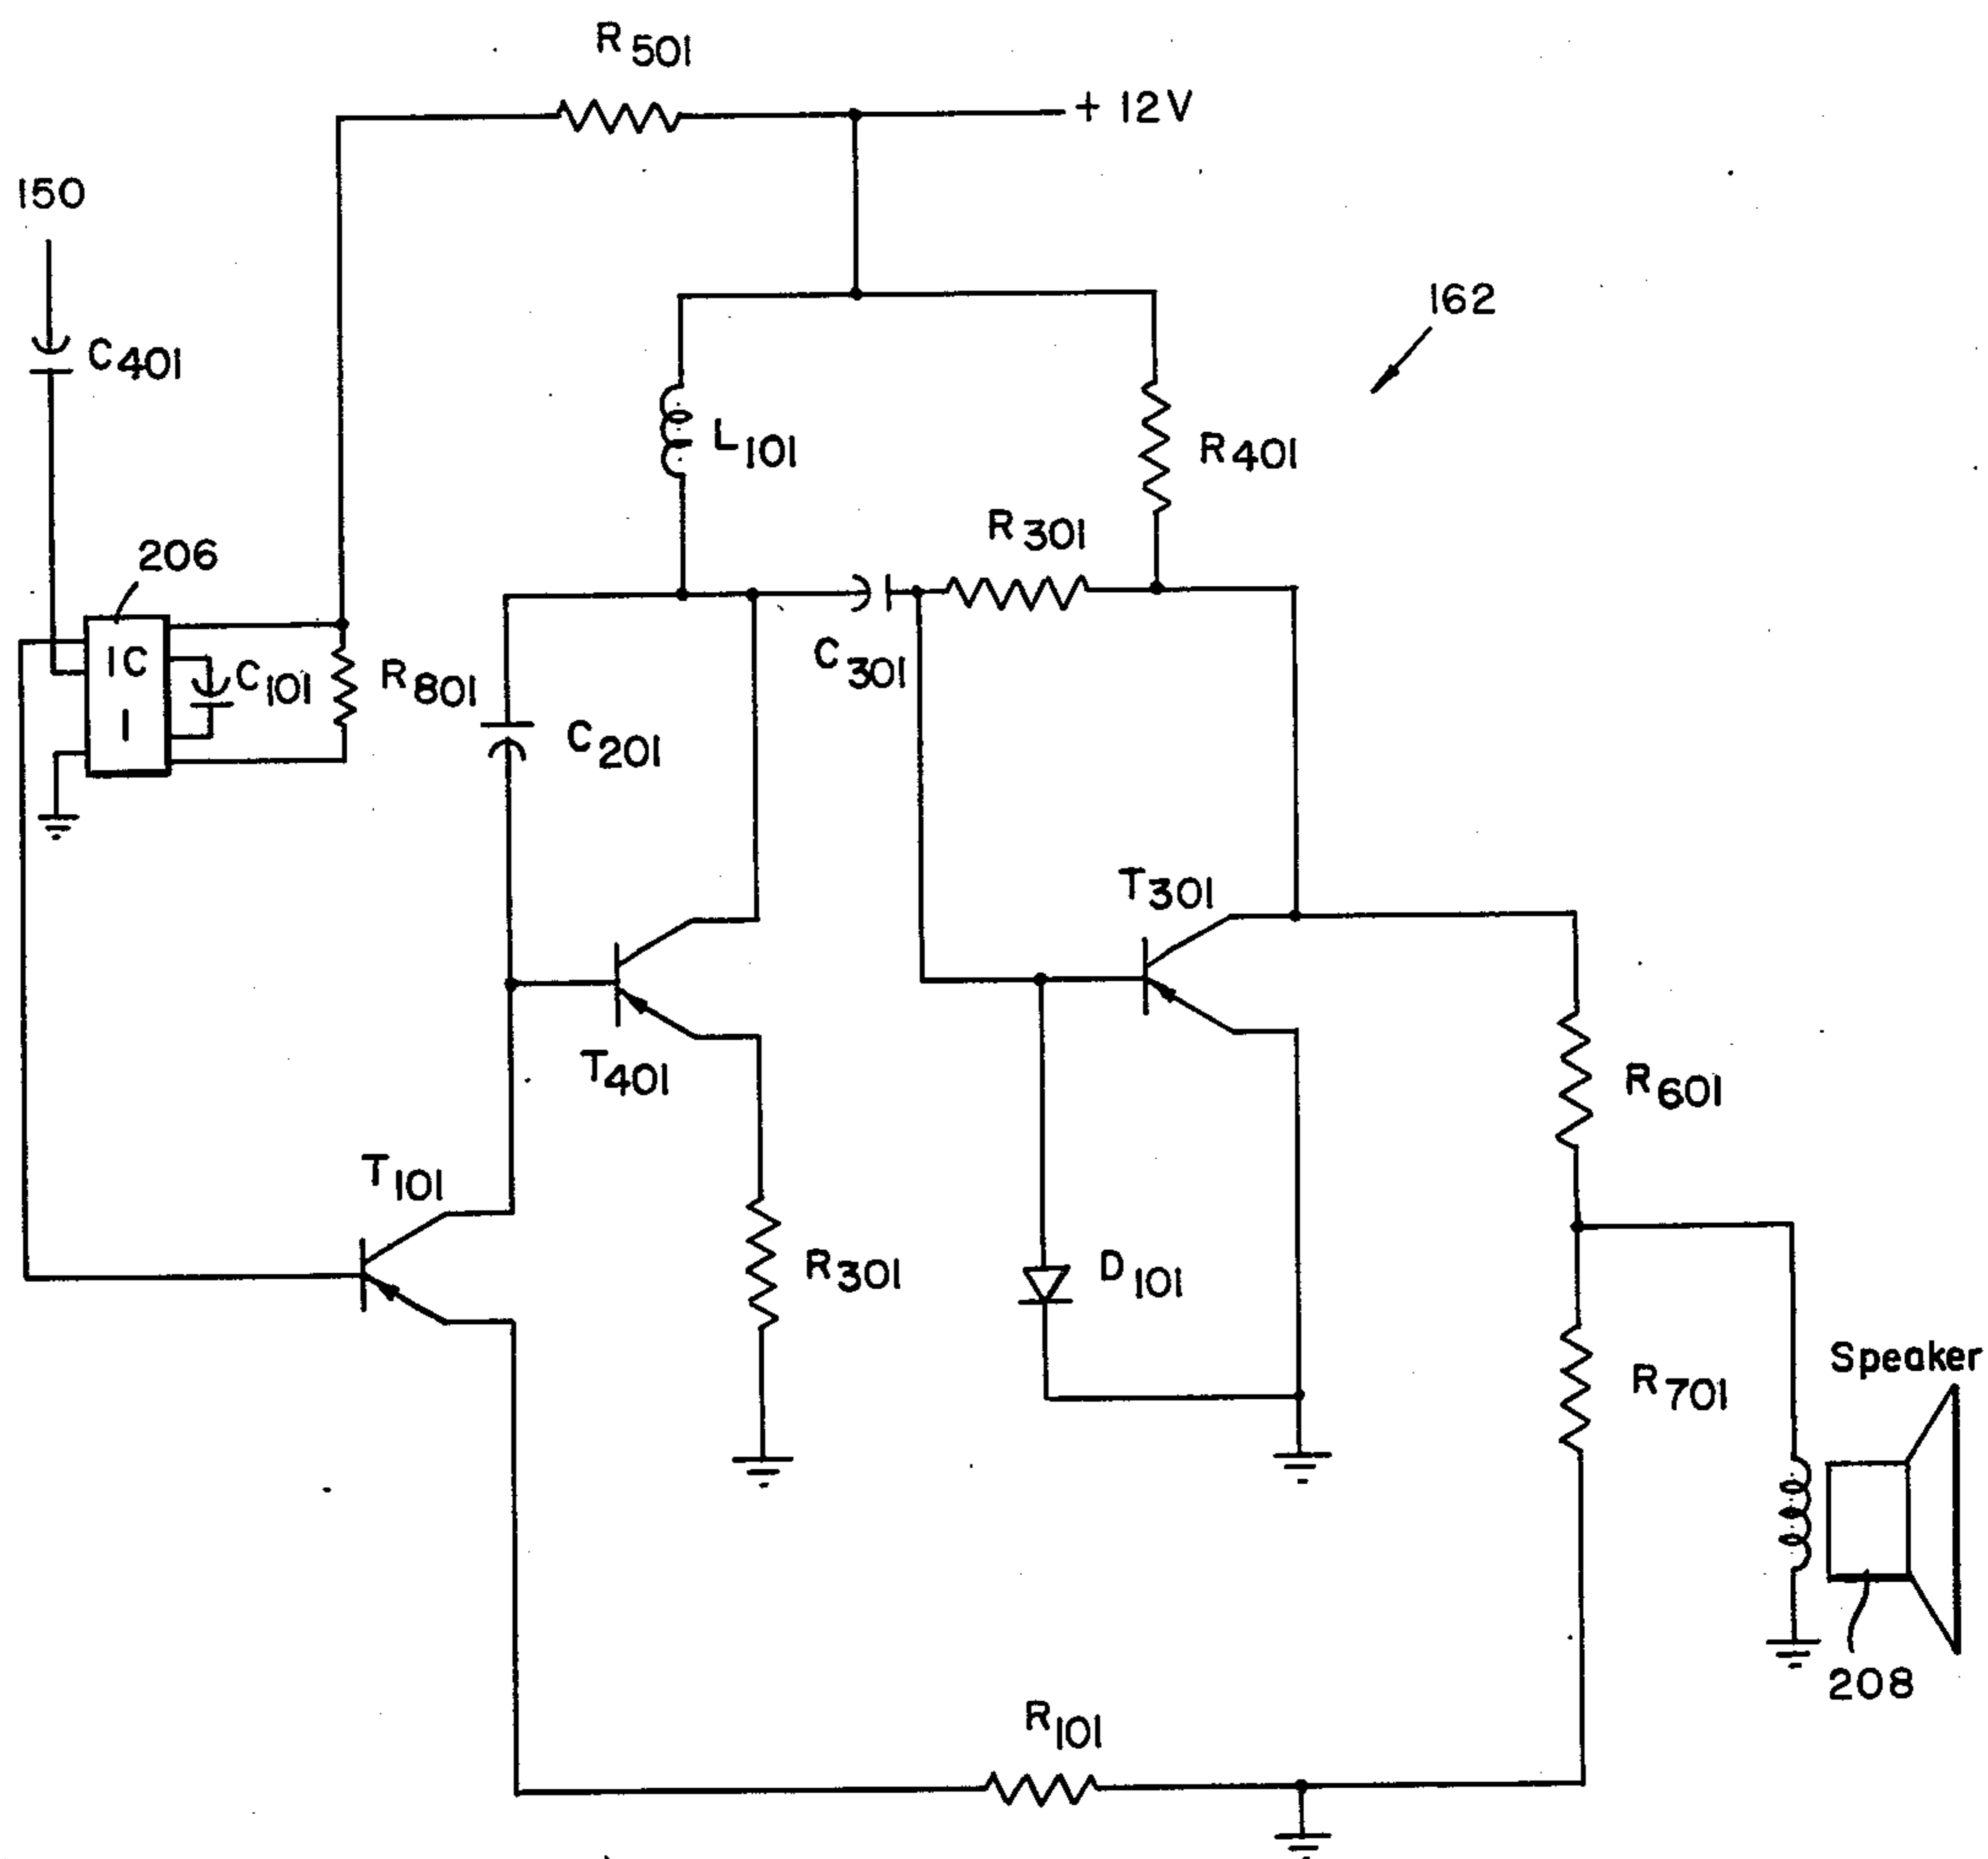 R501
+ 12V
150
162
C401
L101
R401
R301
206
IC
1
C101
R801
C301
C201
T301
T401
R601
T101
R301
D101
Speaker
R701
208
R101